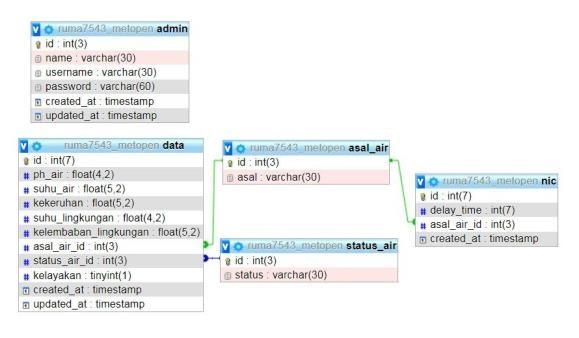 ruma7543_metopen admin
id : int(3)
name : varchar(30)
username : varchar(30)
password : varchar(60)
created_at : timestamp
updated_at : timestamp
ruma7543_metopen data
id : int(7)
ph_air : float(4,2)
suhu_air : float(5,2)
kekeruhan : float(5,2)
suhu_lingkungan : float(4,2)
kelembaban_lingkungan : float(5,2)
asal_air_id : int(3)
status_air_id : int(3)
kelayakan : tinyint(1)
created_at : timestamp
updated_at : timestamp
ruma7543_metopen asal_air
id : int(3)
asal : varchar(30)
ruma7543_metopen status_air
id : int(3)
status : varchar(30)
ruma7543_metopen nic
id : int(7)
delay_time : int(7)
asal_air_id : int(3)
created_at : timestamp